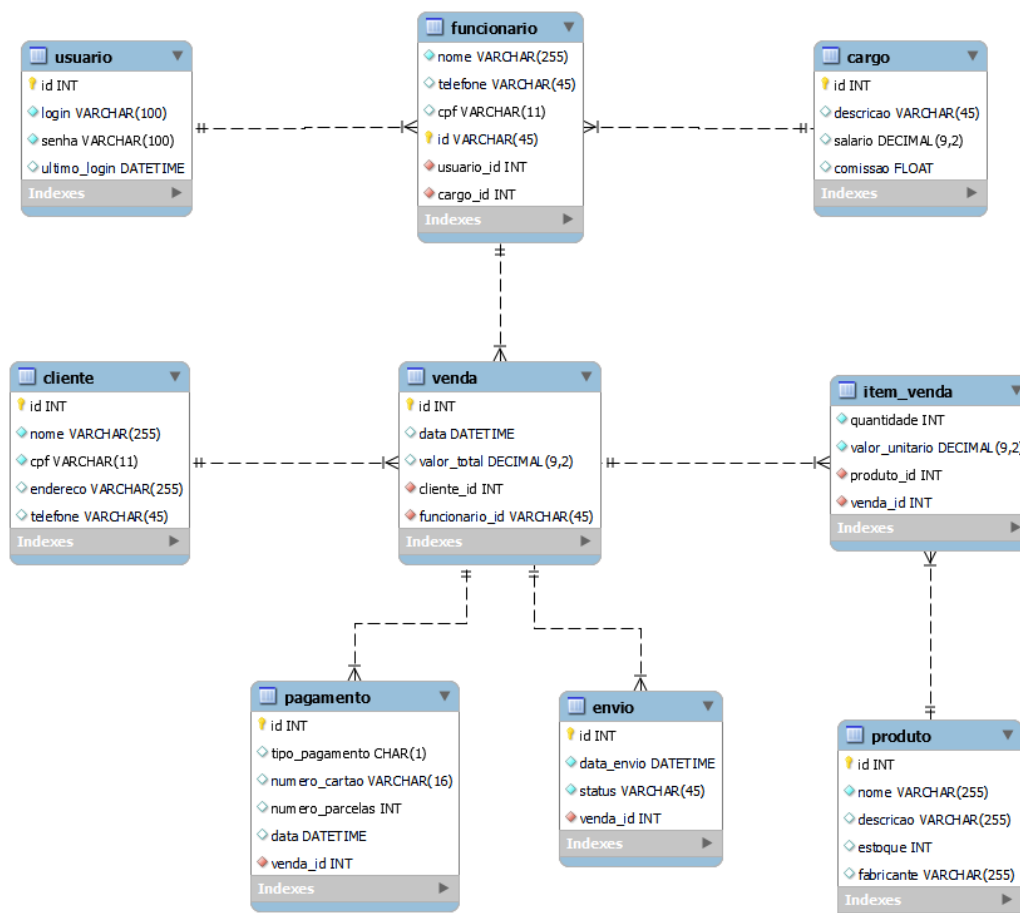 usuario
id INT
login VARCHAR(100)
senha VARCHAR(100)
ultimo_login DATETIME
Indexes
funcionario
nome VARCHAR(255)
telefone VARCHAR(45)
cpf VARCHAR(11)
id VARCHAR(45)
usuario_id INT
cargo_id INT
Indexes
cargo
id INT
descricao VARCHAR(45)
salario DECIMAL(9,2)
comissao FLOAT
Indexes
cliente
id INT
nome VARCHAR(255)
cpf VARCHAR(11)
endereco VARCHAR(255)
telefone VARCHAR(45)
Indexes
venda
id INT
data DATETIME
valor_total DECIMAL(9,2)
cliente_id INT
funcionario_id VARCHAR(45)
Indexes
item_venda
quantidade INT
valor_unitario DECIMAL(9,2)
produto_id INT
venda_id INT
Indexes
pagamento
id INT
tipo_pagamento CHAR(1)
numero_cartao VARCHAR(16)
numero_parcelas INT
data DATETIME
venda_id INT
Indexes
envio
id INT
data_envio DATETIME
status VARCHAR(45)
venda_id INT
Indexes
produto
id INT
nome VARCHAR(255)
descricao VARCHAR(255)
estoque INT
fabricante VARCHAR(255)
Indexes